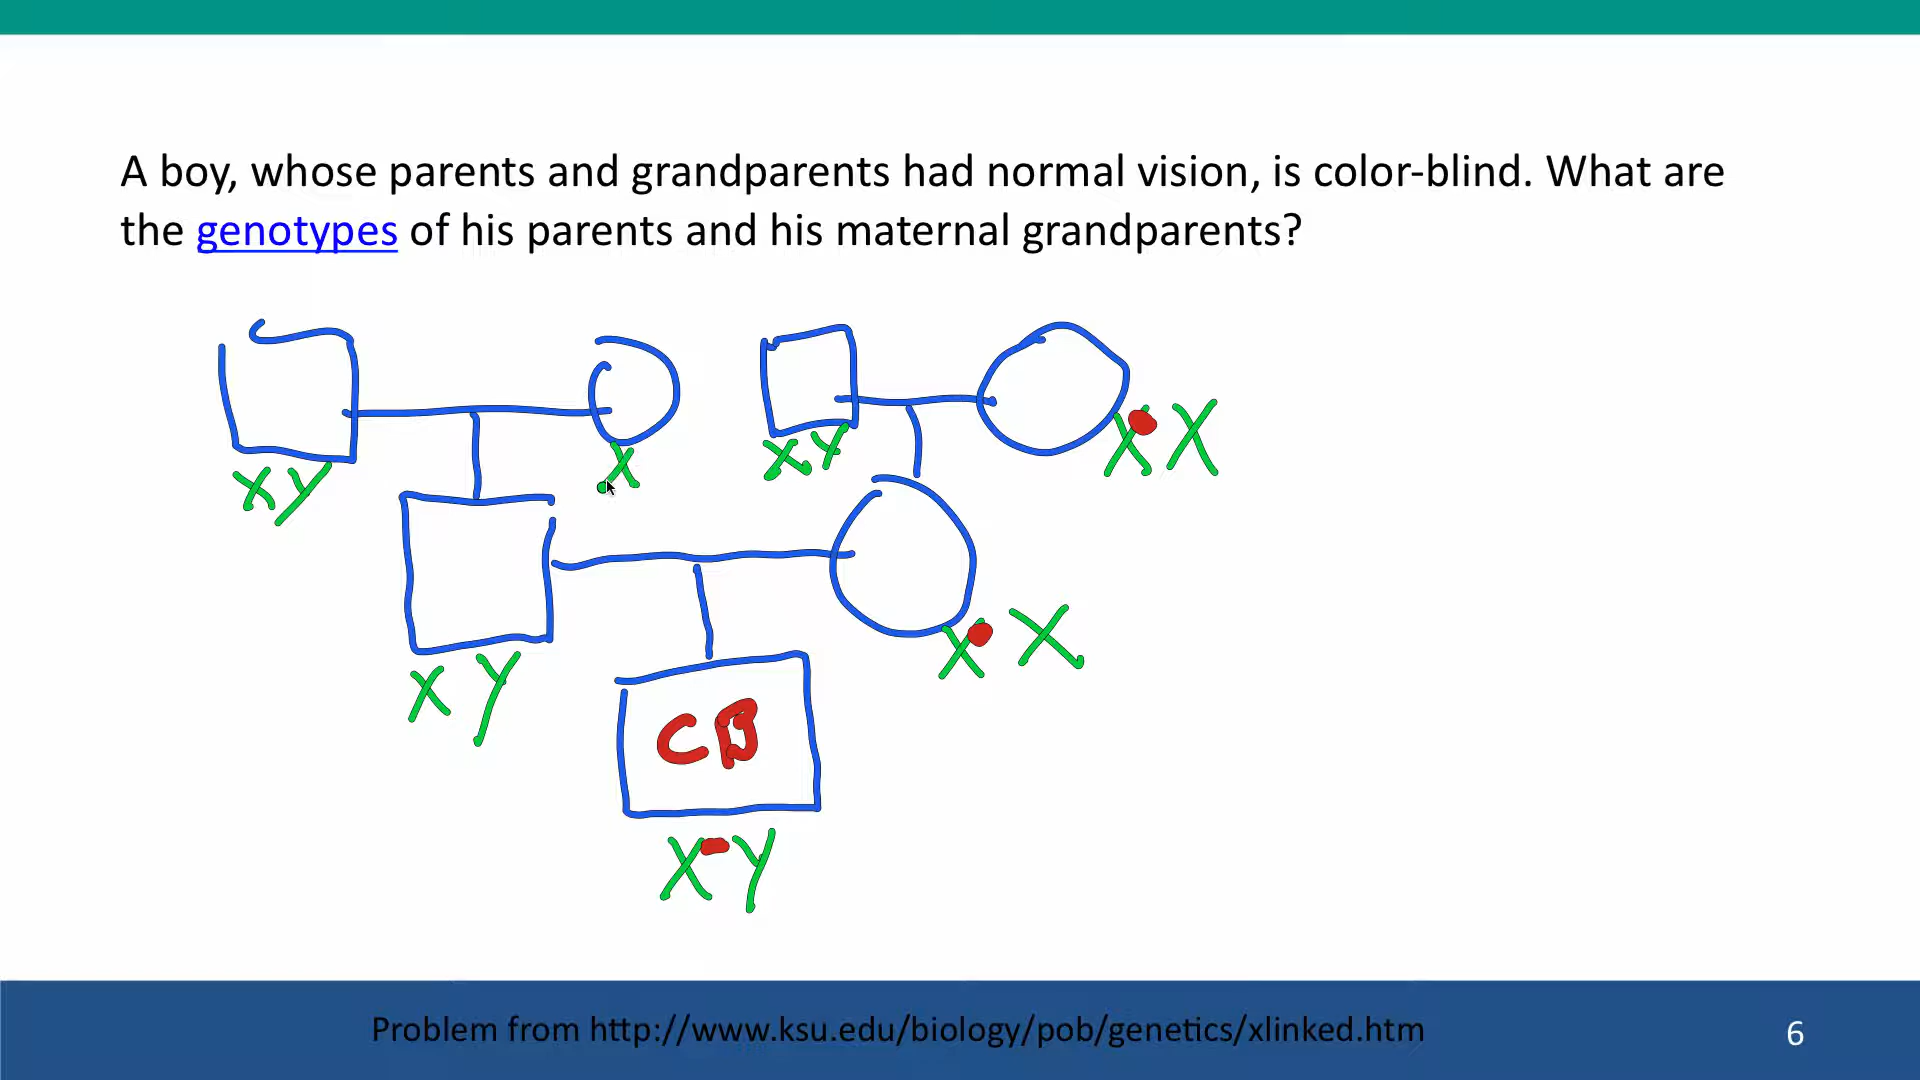 A boy, whose parents and grandparents had normal vision, is color-blind. What are
the genotypes of his parents and his maternal grandparents?
XY
X
XY
XX
XY
XX
CB
X-Y
Problem from http://www.ksu.edu/biology/pob/genetics/xlinked.htm
6